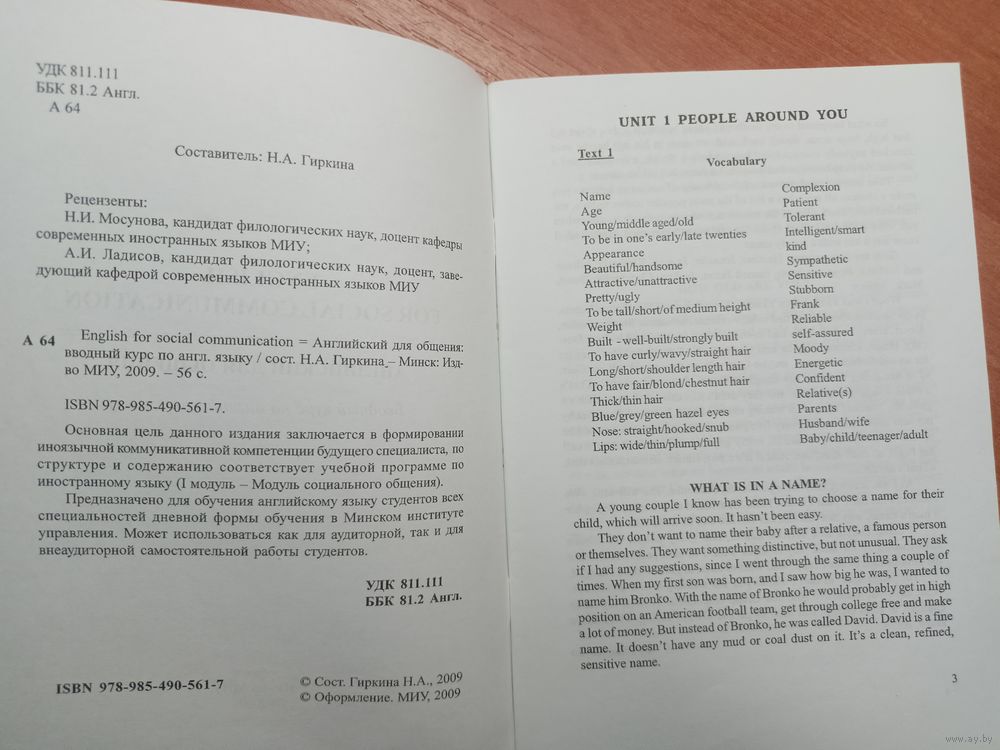 УДК 811.111
ББК 81.2 Англ.
А 64
Составитель: Н.А. Гиркина
Рецензенты:
Н.И. Мосунова, кандидат филологических наук, доцент кафедры
современных иностранных языков МИУ;
А.И. Ладисов, кандидат филологических наук, доцент, заве-
дующий кафедрой современных иностранных языков МИУ
А 64 English for social communication = Английский для общения:
вводный курс по англ. языку / сост. Н.А. Гиркина. – Минск: Изд-
во МИУ, 2009. – 56 с.
ISBN 978-985-490-561-7.
Основная цель данного издания заключается в формировании
иноязычной коммуникативной компетенции будущего специалиста, по
структуре и содержанию соответствует учебной программе по
иностранному языку (I модуль – Модуль социального общения).
Предназначено для обучения английскому языку студентов всех
специальностей дневной формы обучения в Минском институте
управления. Может использоваться как для аудиторной, так и для
внеаудиторной самостоятельной работы студентов.
УДК 811.111
ББК 81.2 Англ.
ISBN 978-985-490-561-7
© Сост. Гиркина Н.А., 2009
© Оформление. МИУ, 2009
UNIT 1 PEOPLE AROUND YOU
Text 1
Vocabulary
Name
Age
Young/middle aged/old
To be in one's early/late twenties
Appearance
Beautiful/handsome
Attractive/unattractive
Pretty/ugly
To be tall/short/of medium height
Weight
Built - well-built/strongly built
To have curly/wavy/straight hair
Long/short/shoulder length hair
To have fair/blond/chestnut hair
Thick/thin hair
Blue/grey/green hazel eyes
Nose: straight/hooked/snub
Lips: wide/thin/plump/full
Complexion
Patient
Tolerant
Intelligent/smart
kind
Sympathetic
Sensitive
Stubborn
Frank
Reliable
self-assured
Moody
Energetic
Confident
Relative(s)
Parents
Husband/wife
Baby/child/teenager/adult
WHAT IS IN A NAME?
A young couple I know has been trying to choose a name for their
child, which will arrive soon. It hasn't been easy.
They don't want to name their baby after a relative, a famous person
or themselves. They want something distinctive, but not unusual. They ask
if I had any suggestions, since I went through the same thing a couple of
times. When my first son was born, and I saw how big he was, I wanted to
name him Bronko. With the name of Bronko he would probably get in high
position on an American football team, get through college free and make
a lot of money. But instead of Bronko, he was called David. David is a fine
name. It doesn't have any mud or coal dust on it. It's a clean, refined,
sensitive name.
3
www.ay.by